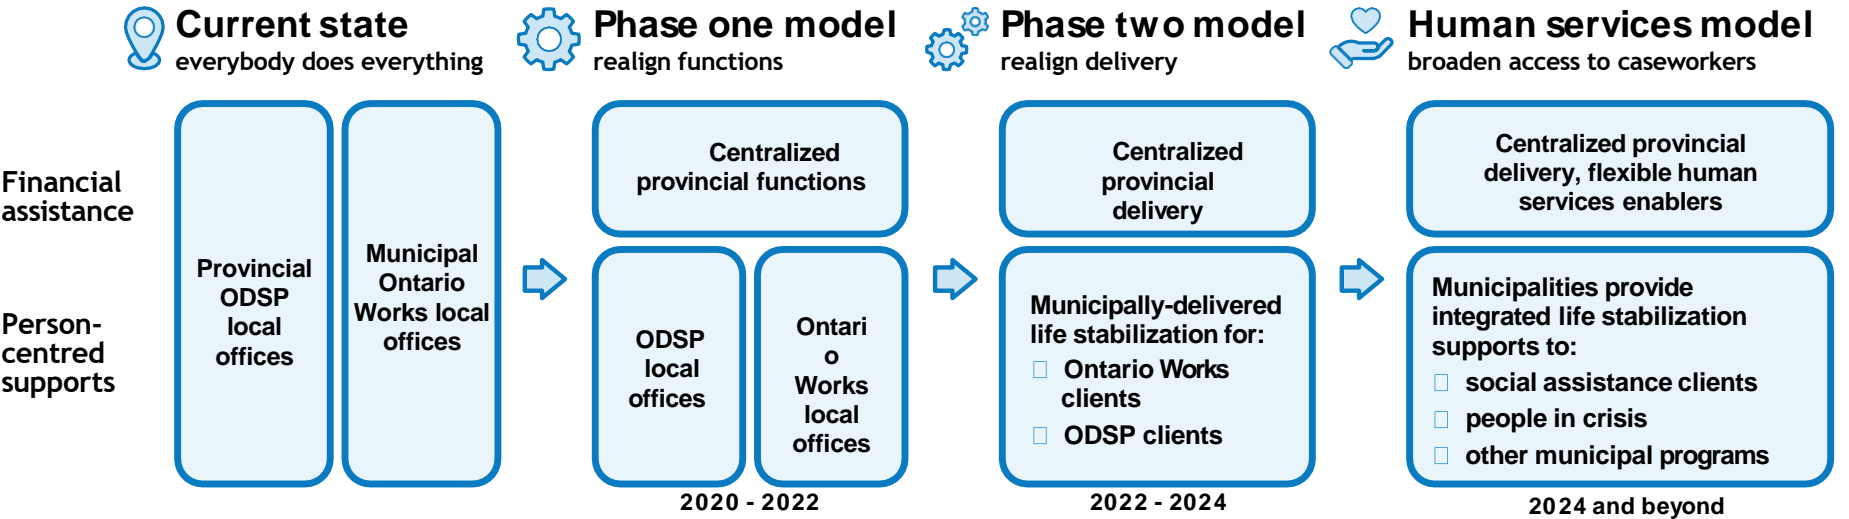 Current state
everybody does everything
Phase one model
realign functions
Phase two model
realign delivery
Human services model
broaden access to caseworkers
Financial
assistance
Person-
centred
supports
Provincial
ODSP
local
offices
Municipal
Ontario
Works local
offices
Centralized
provincial functions
ODSP
local
offices
Ontari
o
Works
local
offices
2020 - 2022
Centralized
provincial
delivery
Municipally-delivered
life stabilization for:
Ontario Works
clients
ODSP clients
2022 - 2024
Centralized provincial
delivery, flexible human
services enablers
Municipalities provide
integrated life stabilization
supports to:
social assistance clients
people in crisis
other municipal programs
2024 and beyond